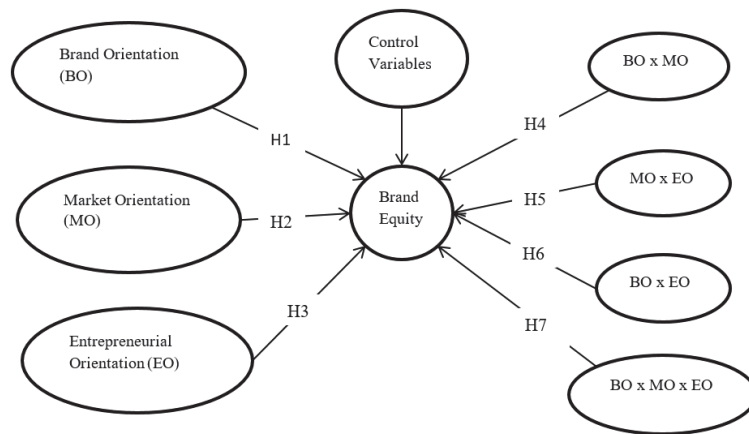 Brand Orientation
(BO)
Control
Variables
BO x MO
H1
H4
Market Orientation
(MO)
H2
Brand
Equity
H5
MO x EO
H6
BO x EO
Entrepreneurial
Orientation (EO)
H3
H7
BO x MO x EO